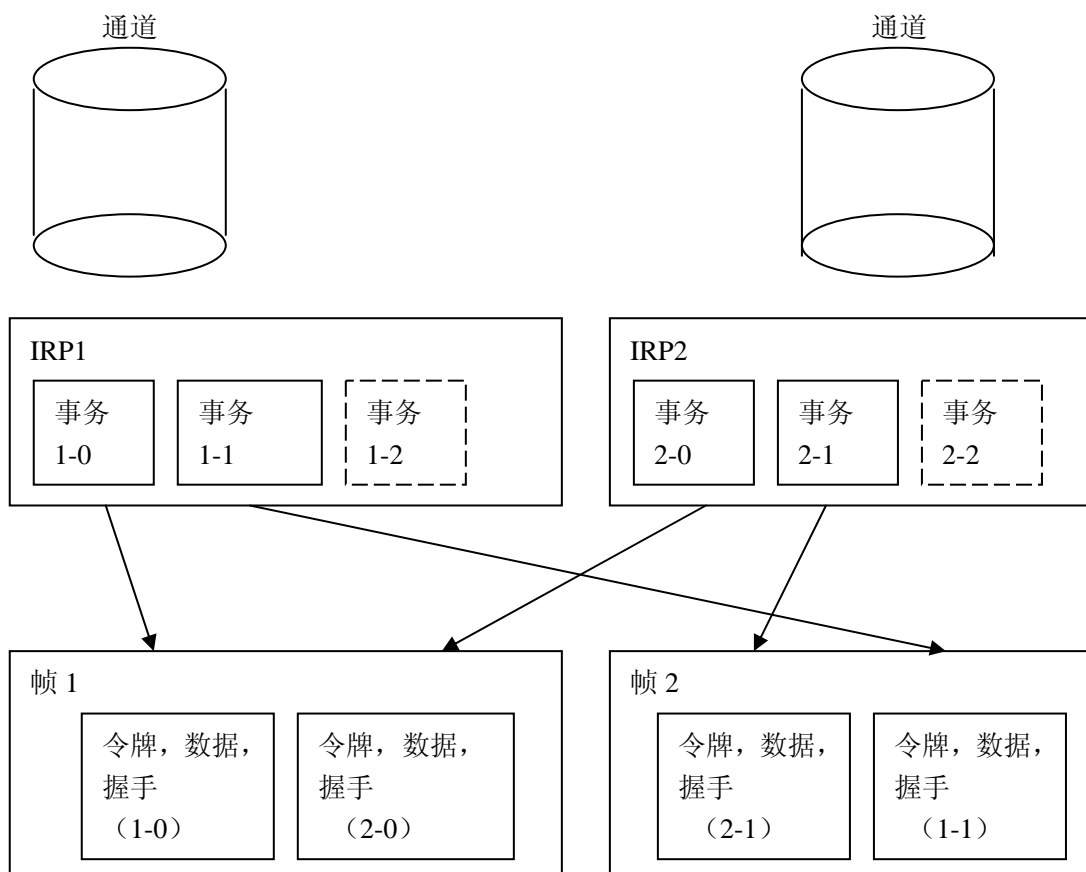 通道
通道
IRP1
事务
1-0
事务
1-1
事务
1-2
IRP2
事务
2-0
事务
2-1
事务
2-2
帧 1
令牌，数据，
握手
（1-0）
令牌，数据，
握手
（2-0）
帧 2
令牌，数据，
握手
（2-1）
令牌，数据，
握手
（1-1）